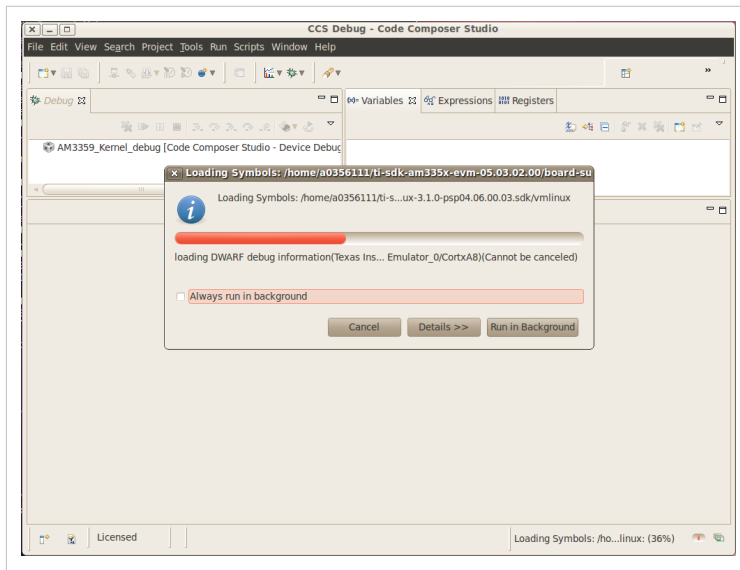 CCS Debug - Code Composer Studio
File Edit View Search Project Tools Run Scripts Window Help
Debug
(x)= Variables Expressions Registers
AM3359_Kernel_debug [Code Composer Studio - Device Debug
Loading Symbols: /home/a0356111/ti-sdk-am335x-evm-05.03.02.00/board-su
Loading Symbols: /home/a0356111/ti-s...ux-3.1.0-psp04.06.00.03.sdk/vmlinux
loading DWARF debug information(Texas Ins... Emulator_0/CortxA8)(Cannot be canceled)
Always run in background
Cancel Details >> Run in Background
Licensed
Loading Symbols: /ho...linux: (36%)